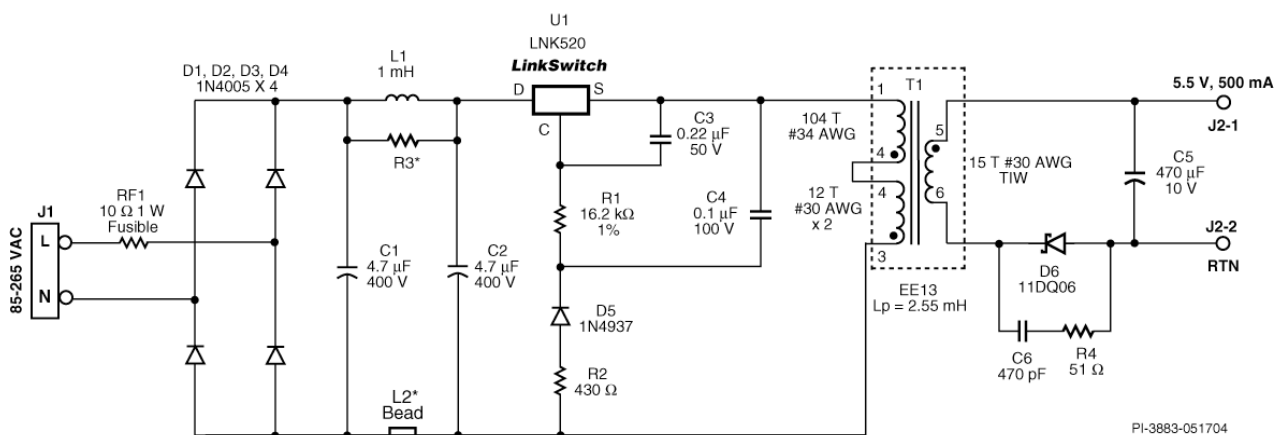 U1
LNK520
LinkSwitch
L1
1 mH
D1, D2, D3, D4
1N4005 X 4
D
S
C
R3*
C3
0.22 μF
50 V
1
T1
5.5 V, 500 mA
J2-1
104 T
#34 AWG
4
5
15 T #30 AWG
TIW
C5
470 μF
10 V
RF1
10 Ω 1 W
Fusible
J1
L
N
85-265 VAC
R1
16.2 kΩ
1%
C4
0.1 μF
100 V
12 T
#30 AWG
x 2
4
6
3
J2-2
RTN
C1
4.7 μF
400 V
C2
4.7 μF
400 V
D6
11DQ06
EE13
Lp = 2.55 mH
D5
1N4937
R2
430 Ω
C6
470 pF
R4
51 Ω
L2*
Bead
PI-3883-051704